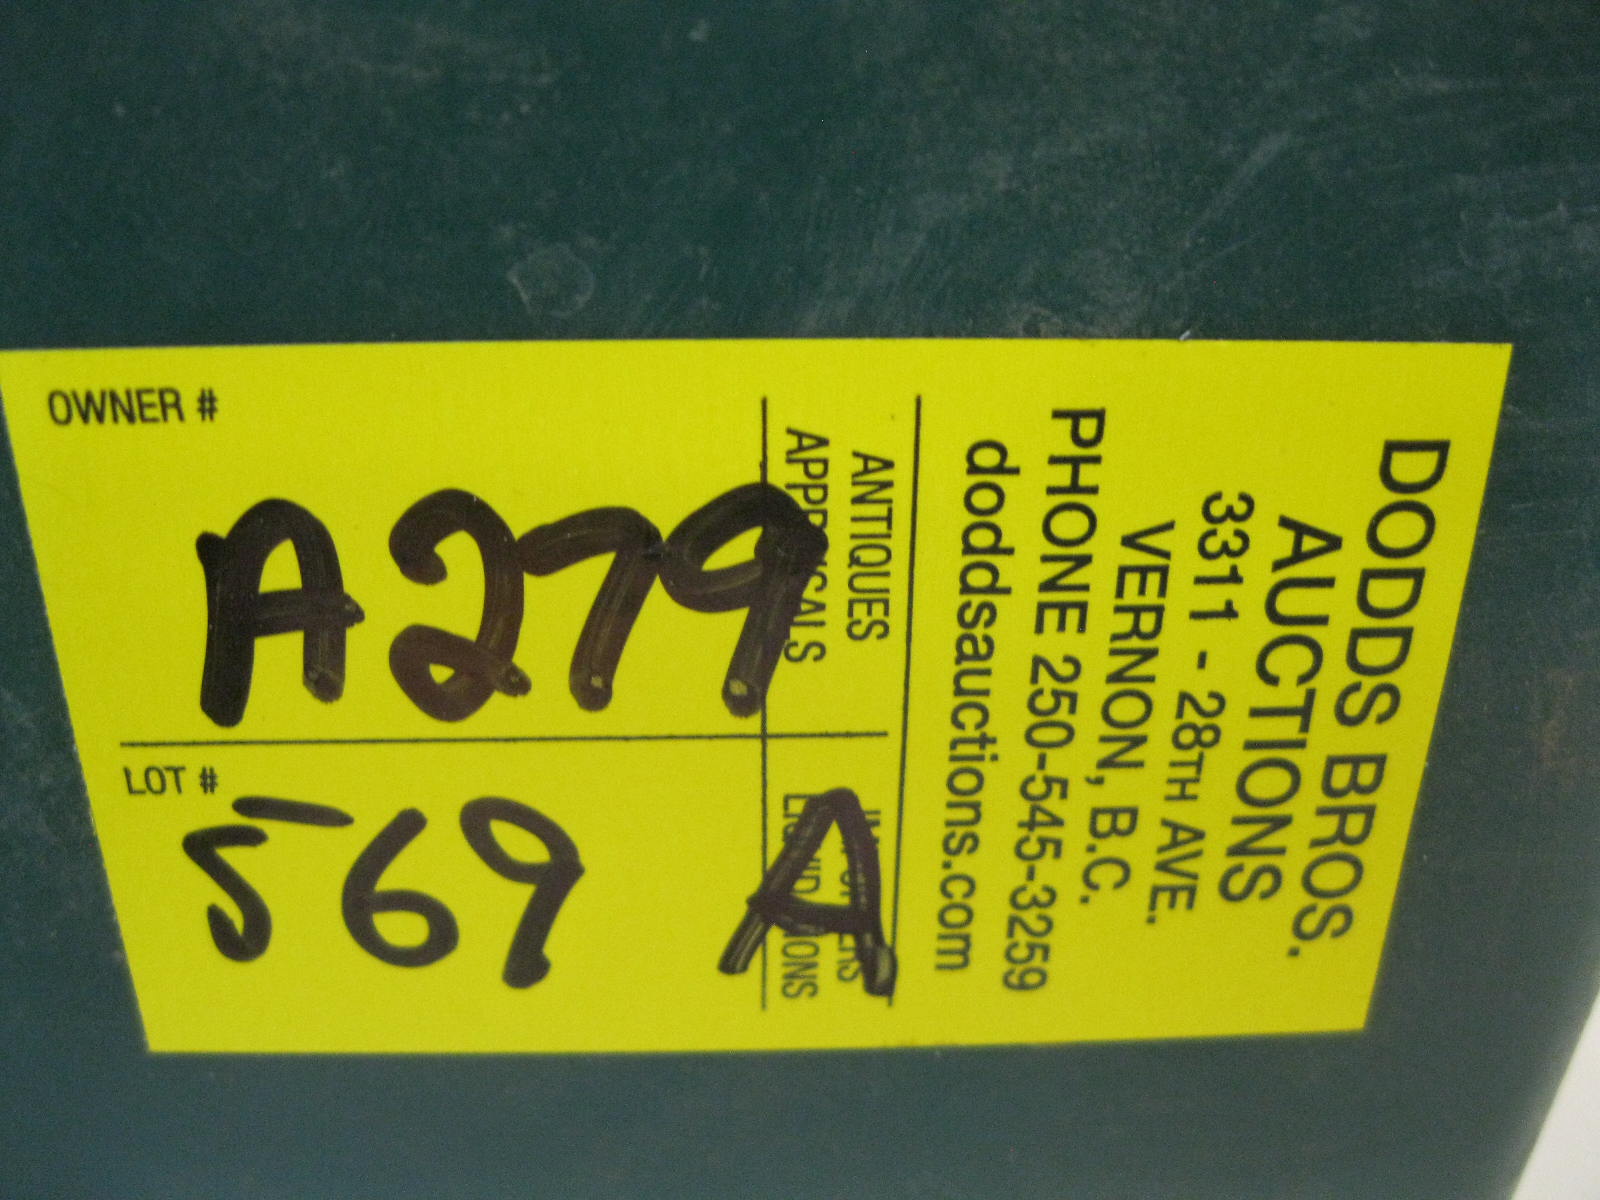 DODDS BROS.
AUCTIONS
3311 - 28TH AVE.
VERNON, B.C.
PHONE 250-545-3259
doddsauctions.com
ANTIQUES
APPRAISALS
LIQUIDATIONS
OWNER #
A279
LOT #
569 A